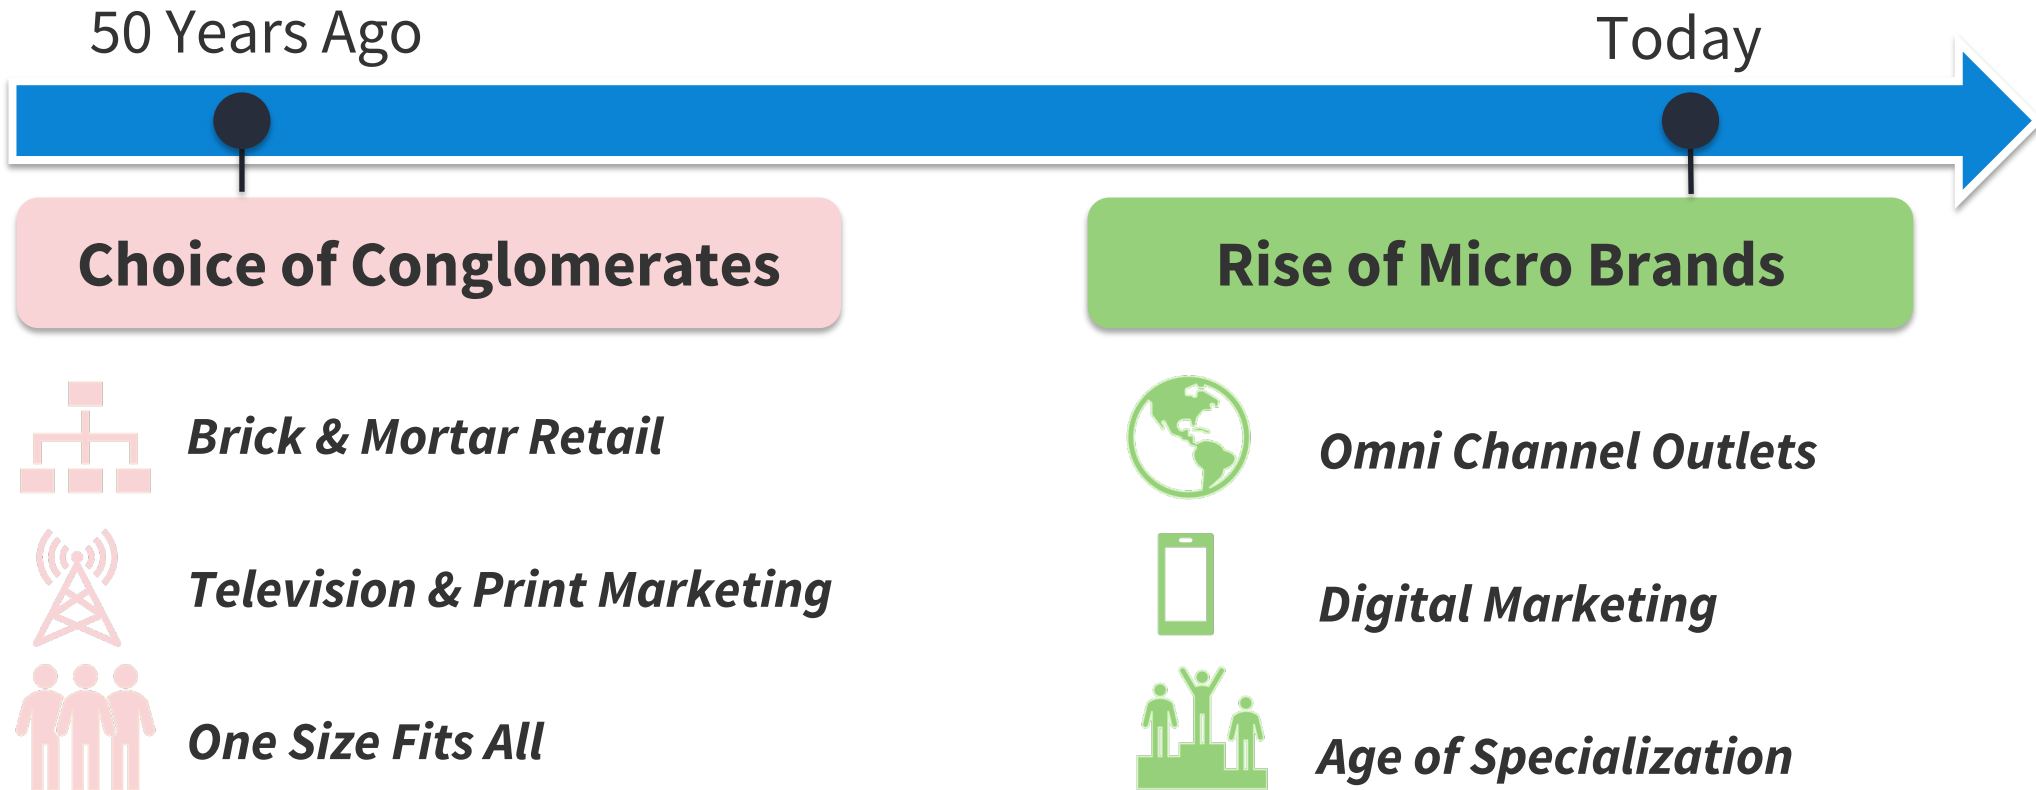 50 Years Ago
Today
Choice of Conglomerates
Rise of Micro Brands
Brick & Mortar Retail
Television & Print Marketing
One Size Fits All
Omni Channel Outlets
Digital Marketing
Age of Specialization